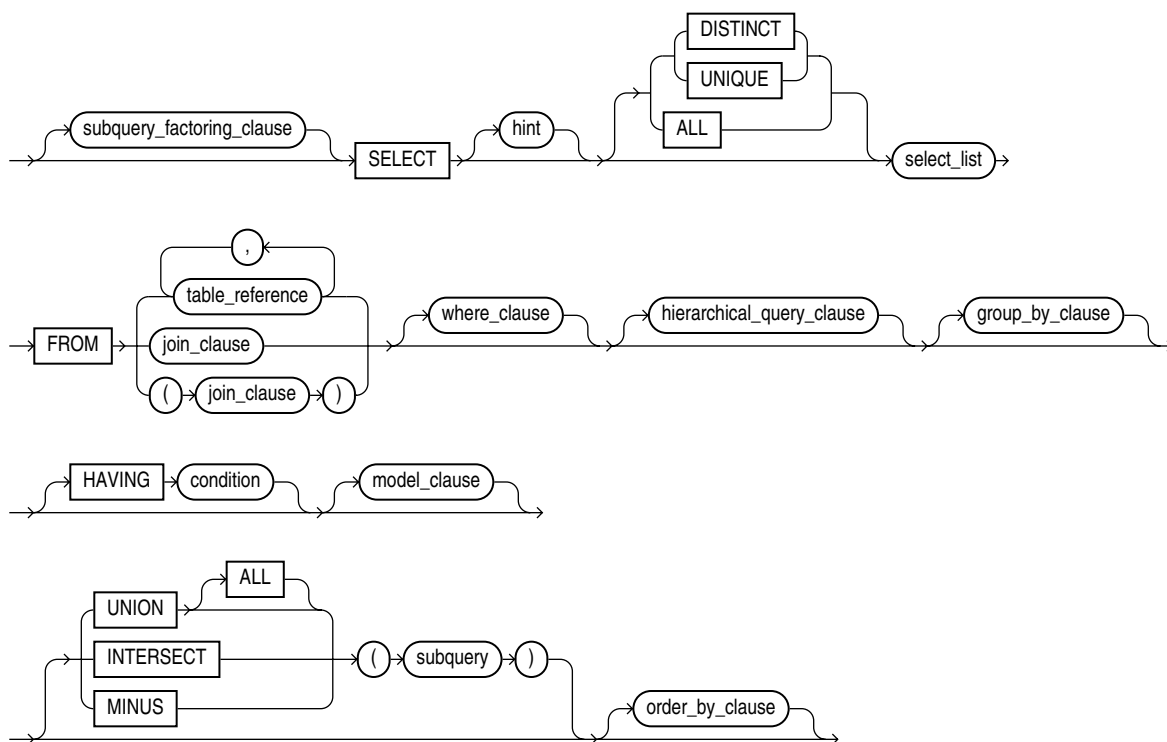 DISTINCT
UNIQUE
subquery_factoring_clause hint ALL
SELECT select_list
,
table_reference
where_clause hierarchical_query_clause group_by_clause
FROM join_clause
( join_clause )
HAVING condition model_clause
ALL
UNION
INTERSECT ( subquery )
MINUS order_by_clause